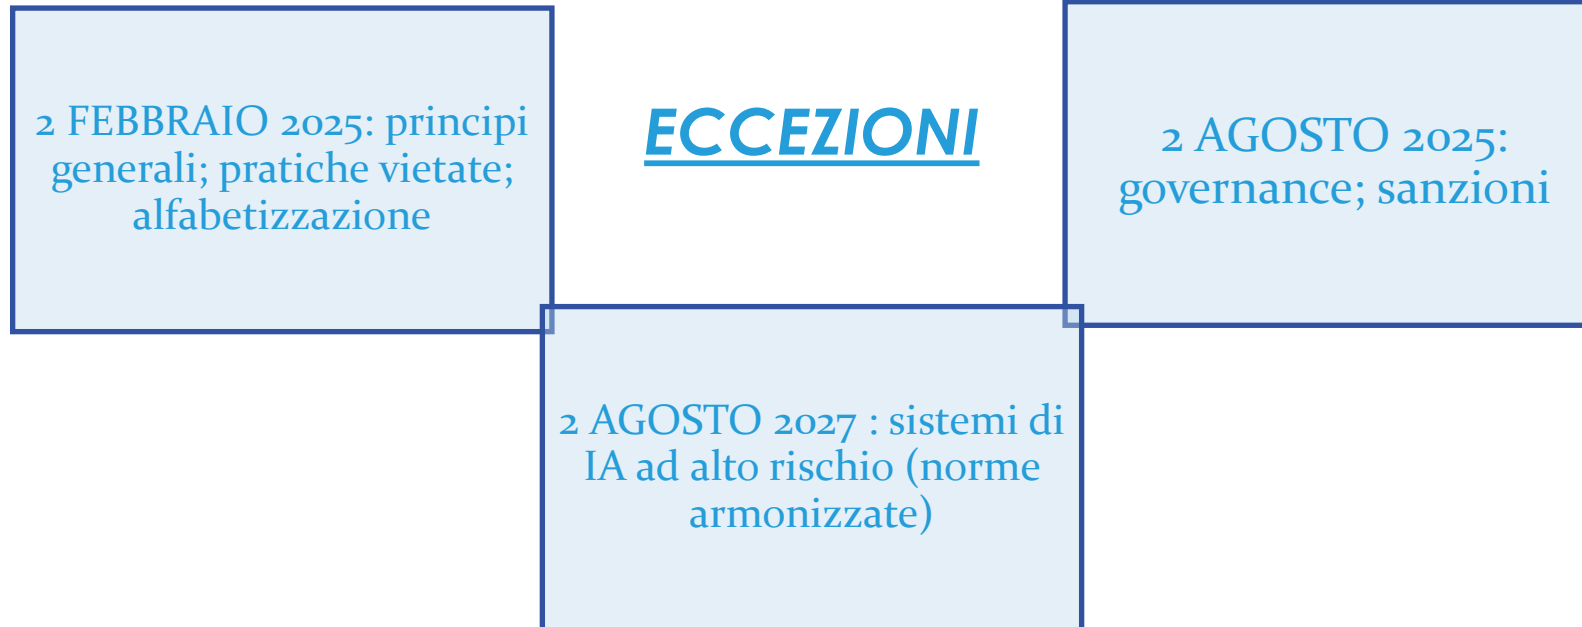 2 FEBBRAIO 2025: principi
generali; pratiche vietate;
alfabetizzazione
ECCEZIONI
2 AGOSTO 2025:
governance; sanzioni
2 AGOSTO 2027 : sistemi di
IA ad alto rischio (norme
armonizzate)